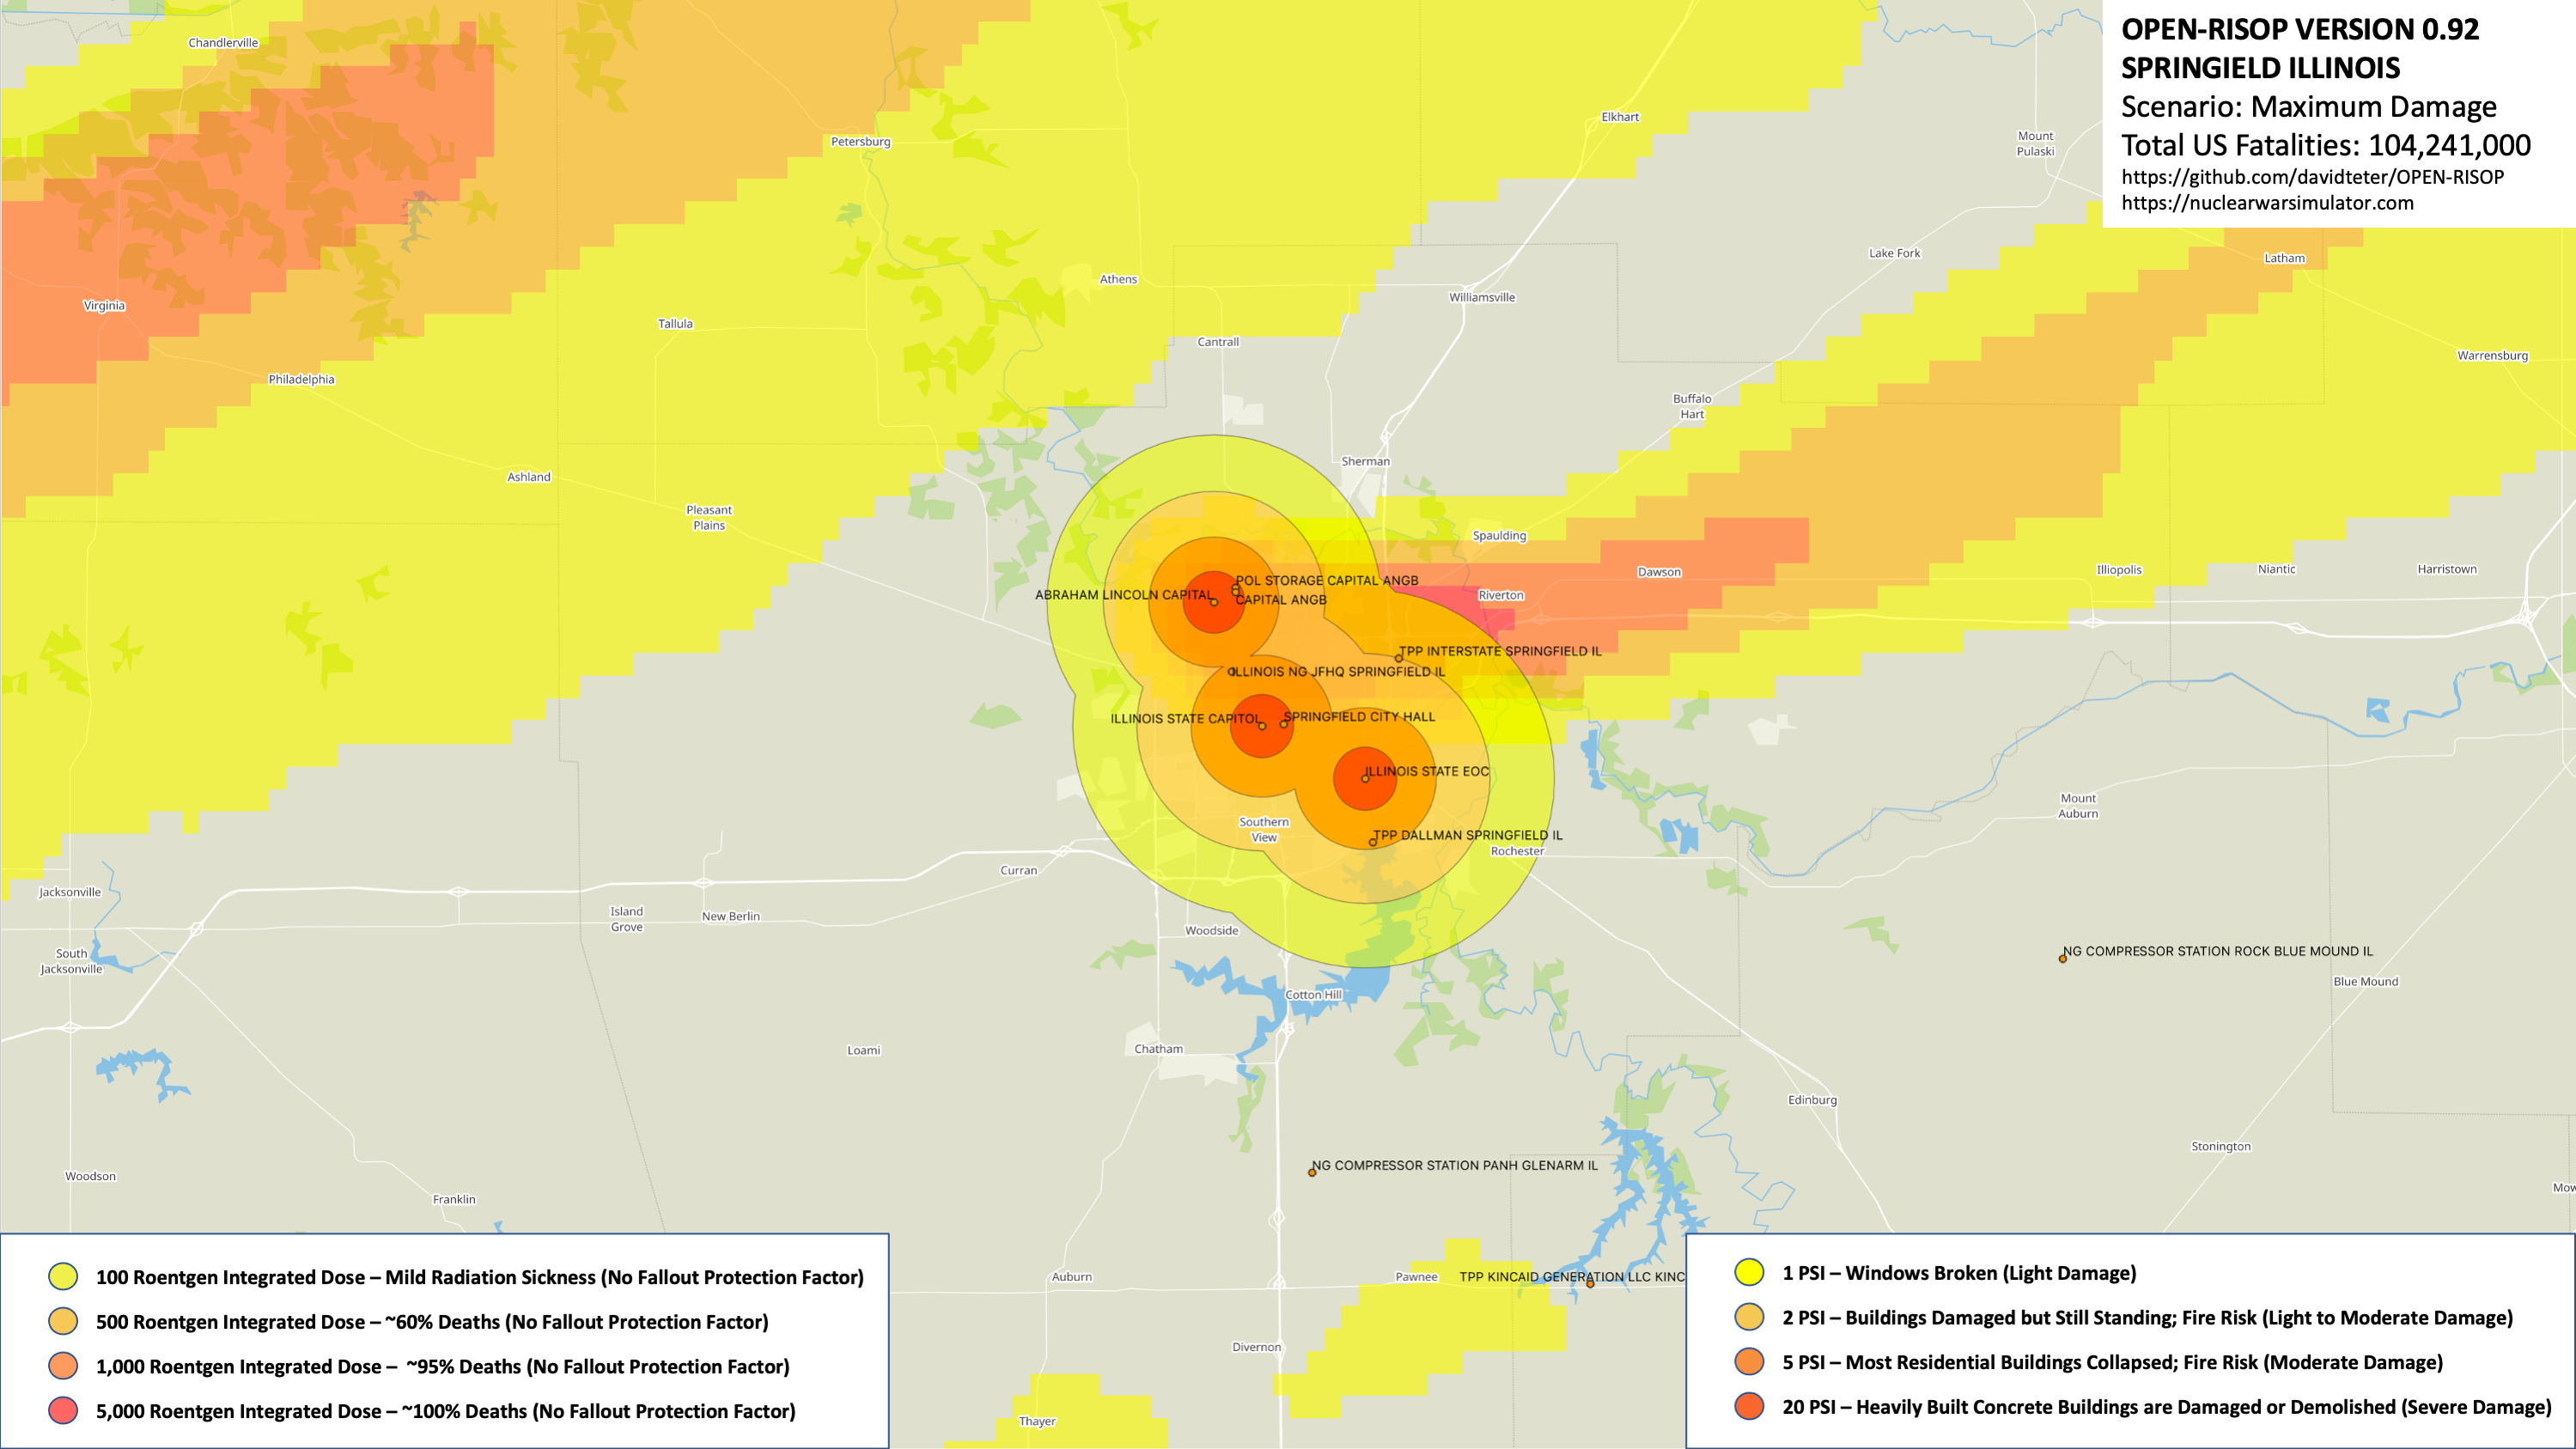 OPEN-RISOP VERSION 0.92
SPRINGIELD ILLINOIS
Scenario: Maximum Damage
Total US Fatalities: 104,241,000
https://github.com/davidteter/OPEN-RISOP
https://nuclearwarsimulator.com
Chandlerville
Elkhart
Petersburg
Mount
Pulaski
Lake Fork
Latham
Athens
Williamsville
Virginia
Tallula
Cantrall
Warrensburg
Philadelphia
Buffalo
Hart
Sherman
Ashland
Pleasant
Plains
Spaulding
Dawson
Illiopolis
Niantic
Harristown
POL STORAGE CAPITAL ANGB
ABRAHAM LINCOLN CAPITAL
CAPITAL ANGB
Riverton
TPP INTERSTATE SPRINGFIELD IL
ILLINOIS NG JFHQ SPRINGFIELD IL
ILLINOIS STATE CAPITOL
SPRINGFIELD CITY HALL
ILLINOIS STATE EOC
Mount
Auburn
Southern
View
TPP DALLMAN SPRINGFIELD IL
Rochester
Curran
Jacksonville
Island
Grove
New Berlin
Woodside
South
Jacksonville
NG COMPRESSOR STATION ROCK BLUE MOUND IL
Blue Mound
Cotton Hill
Loami
Chatham
Edinburg
Stonington
NG COMPRESSOR STATION PANH GLENARM IL
Woodson
Franklin
Mow
Auburn
Pawnee
TPP KINCAID GENERATION LLC KINC
Divernon
Thayer
100 Roentgen Integrated Dose – Mild Radiation Sickness (No Fallout Protection Factor)
500 Roentgen Integrated Dose – ~60% Deaths (No Fallout Protection Factor)
1,000 Roentgen Integrated Dose – ~95% Deaths (No Fallout Protection Factor)
5,000 Roentgen Integrated Dose – ~100% Deaths (No Fallout Protection Factor)
1 PSI – Windows Broken (Light Damage)
2 PSI – Buildings Damaged but Still Standing; Fire Risk (Light to Moderate Damage)
5 PSI – Most Residential Buildings Collapsed; Fire Risk (Moderate Damage)
20 PSI – Heavily Built Concrete Buildings are Damaged or Demolished (Severe Damage)